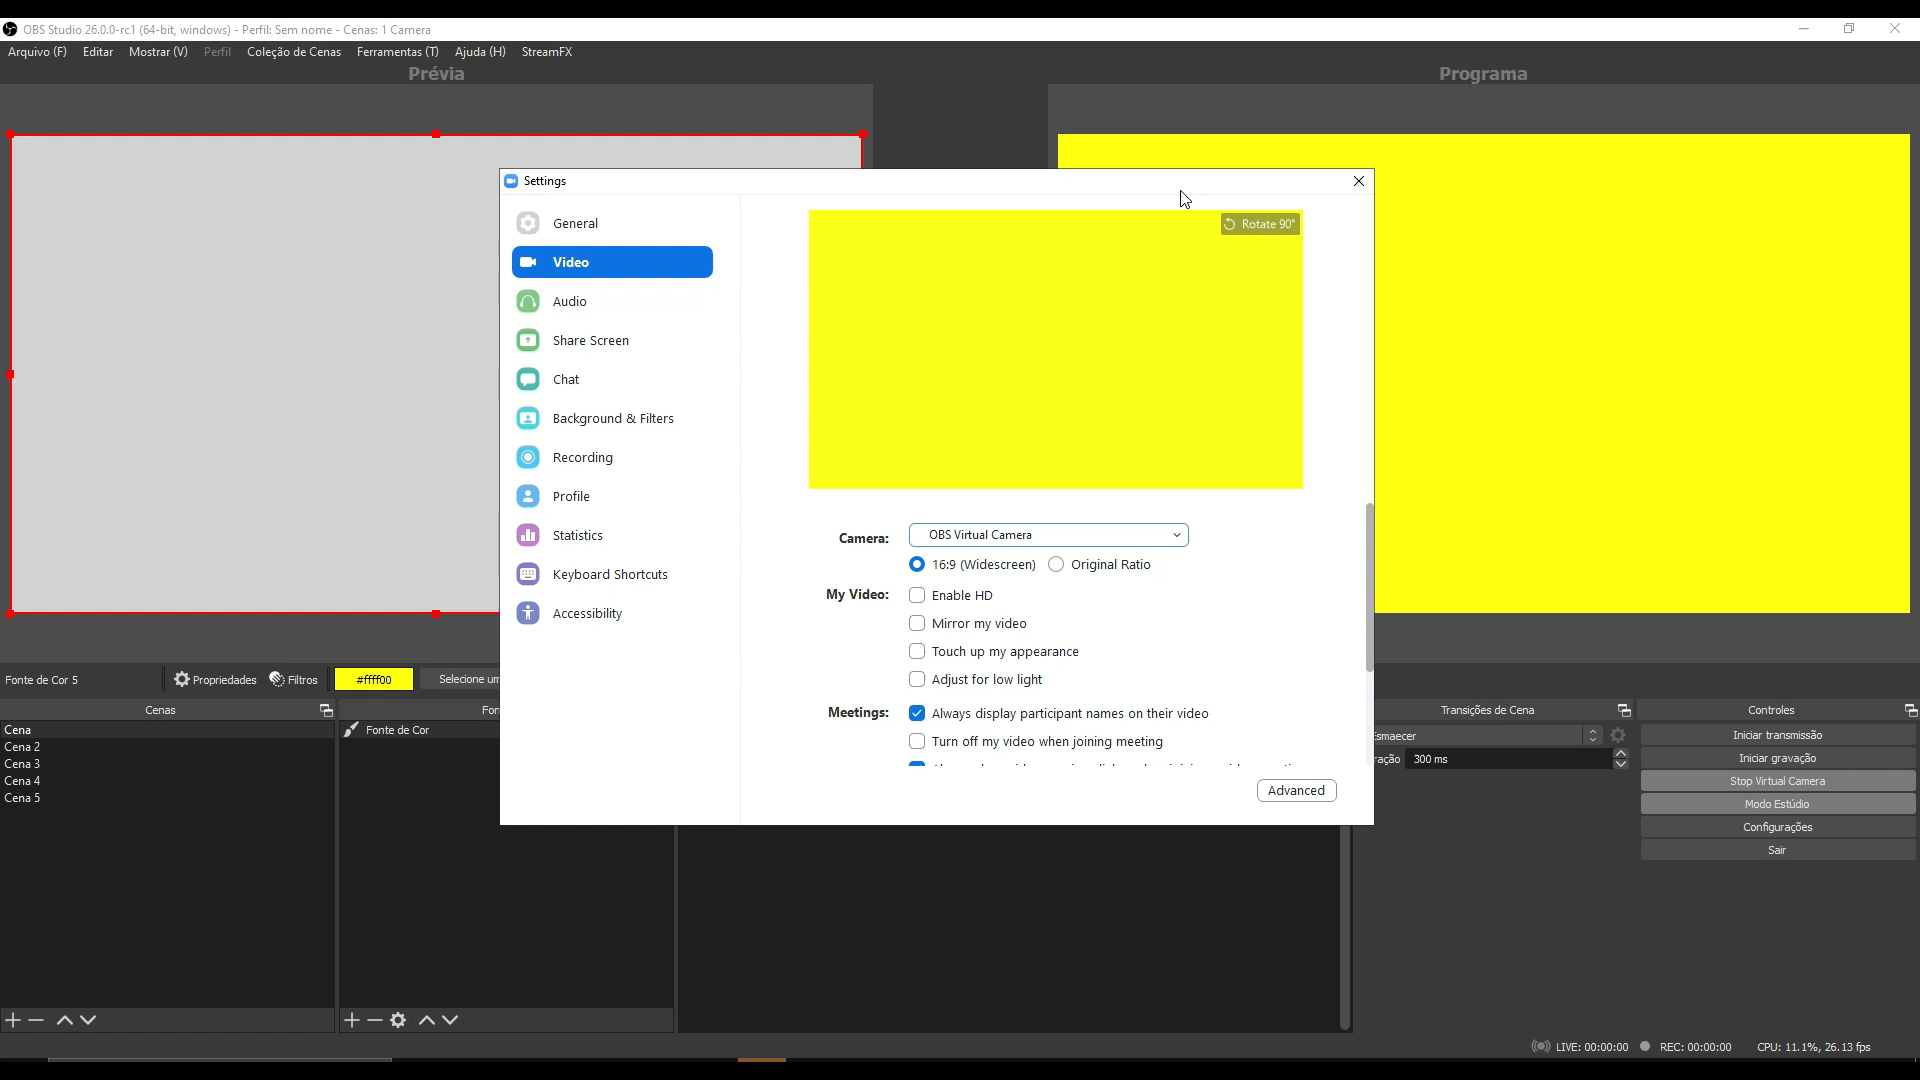 OBS Studio 26.0.0-rc1 (64-bit, windows) - Perfil: Sem nome - Cenas: 1 Camera
Arquivo (F) Editar Mostrar (V) Perfil Coleção de Cenas Ferramentas (T) Ajuda (H) StreamFX
Prévia
Programa
Settings
Rotate 90°
General
Video
Audio
Share Screen
Chat
Background & Filters
Recording
Profile
Statistics
Keyboard Shortcuts
Accessibility
Camera: OBS Virtual Camera
16:9 (Widescreen) Original Ratio
My Video: Enable HD
Mirror my video
Touch up my appearance
Adjust for low light
Meetings: Always display participant names on their video
Turn off my video when joining meeting
Advanced
Fonte de Cor 5 Propriedades Filtros #ffff00 Selecione um
Cenas
Cena
Cena 2
Cena 3
Cena 4
Cena 5
Fon
Fonte de Cor
Transições de Cena
Esmaecer
ração 300 ms
Controles
Iniciar transmissão
Iniciar gravação
Stop Virtual Camera
Modo Estúdio
Configurações
Sair
LIVE: 00:00:00 REC: 00:00:00 CPU: 11.1%, 26.13 fps